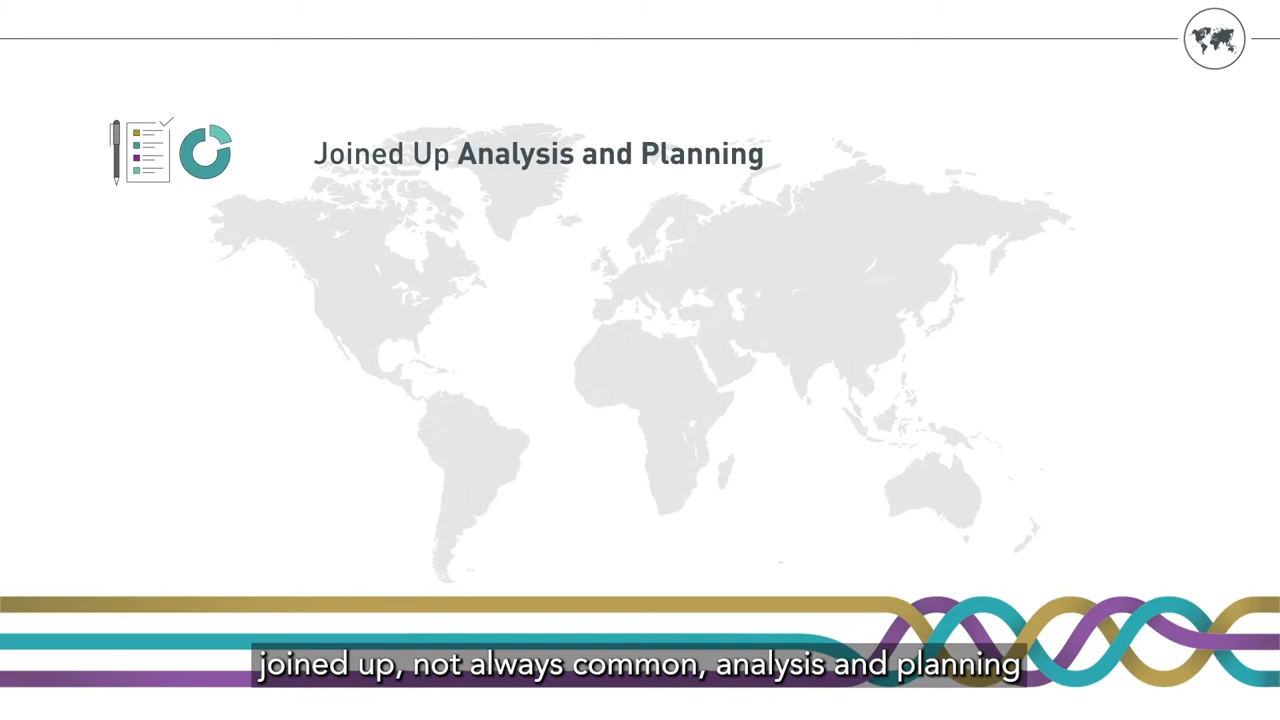 Joined Up Analysis and Planning
joined up, not always common, analysis and planning